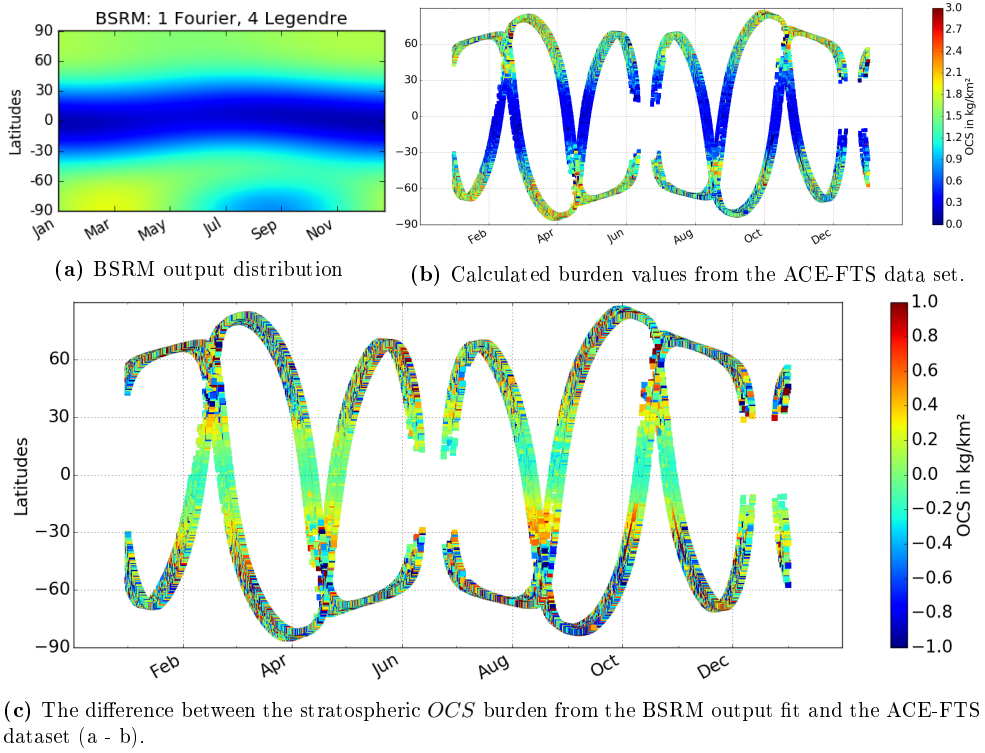 BSRM: 1 Fourier, 4 Legendre
Latitudes
90
60
30
0
-30
-60
-90
Jan
Mar
May
Jul
Sep
Nov
(a) BSRM output distribution
60
30
0
−30
−60
−90
Feb
Apr
Jun
Aug
Oct
Dec
3.0
2.7
2.4
2.1
1.8
1.5
1.2
0.9
0.6
0.3
0.0
OCS in kg/km²
(b) Calculated burden values from the ACE-FTS data set.
Latitudes
60
30
0
−30
−60
−90
Feb
Apr
Jun
Aug
Oct
Dec
1.0
0.8
0.6
0.4
0.2
0.0
−0.2
−0.4
−0.6
−0.8
−1.0
OCS in kg/km²
(c) The difference between the stratospheric OCS burden from the BSRM output fit and the ACE-FTS
dataset (a - b).